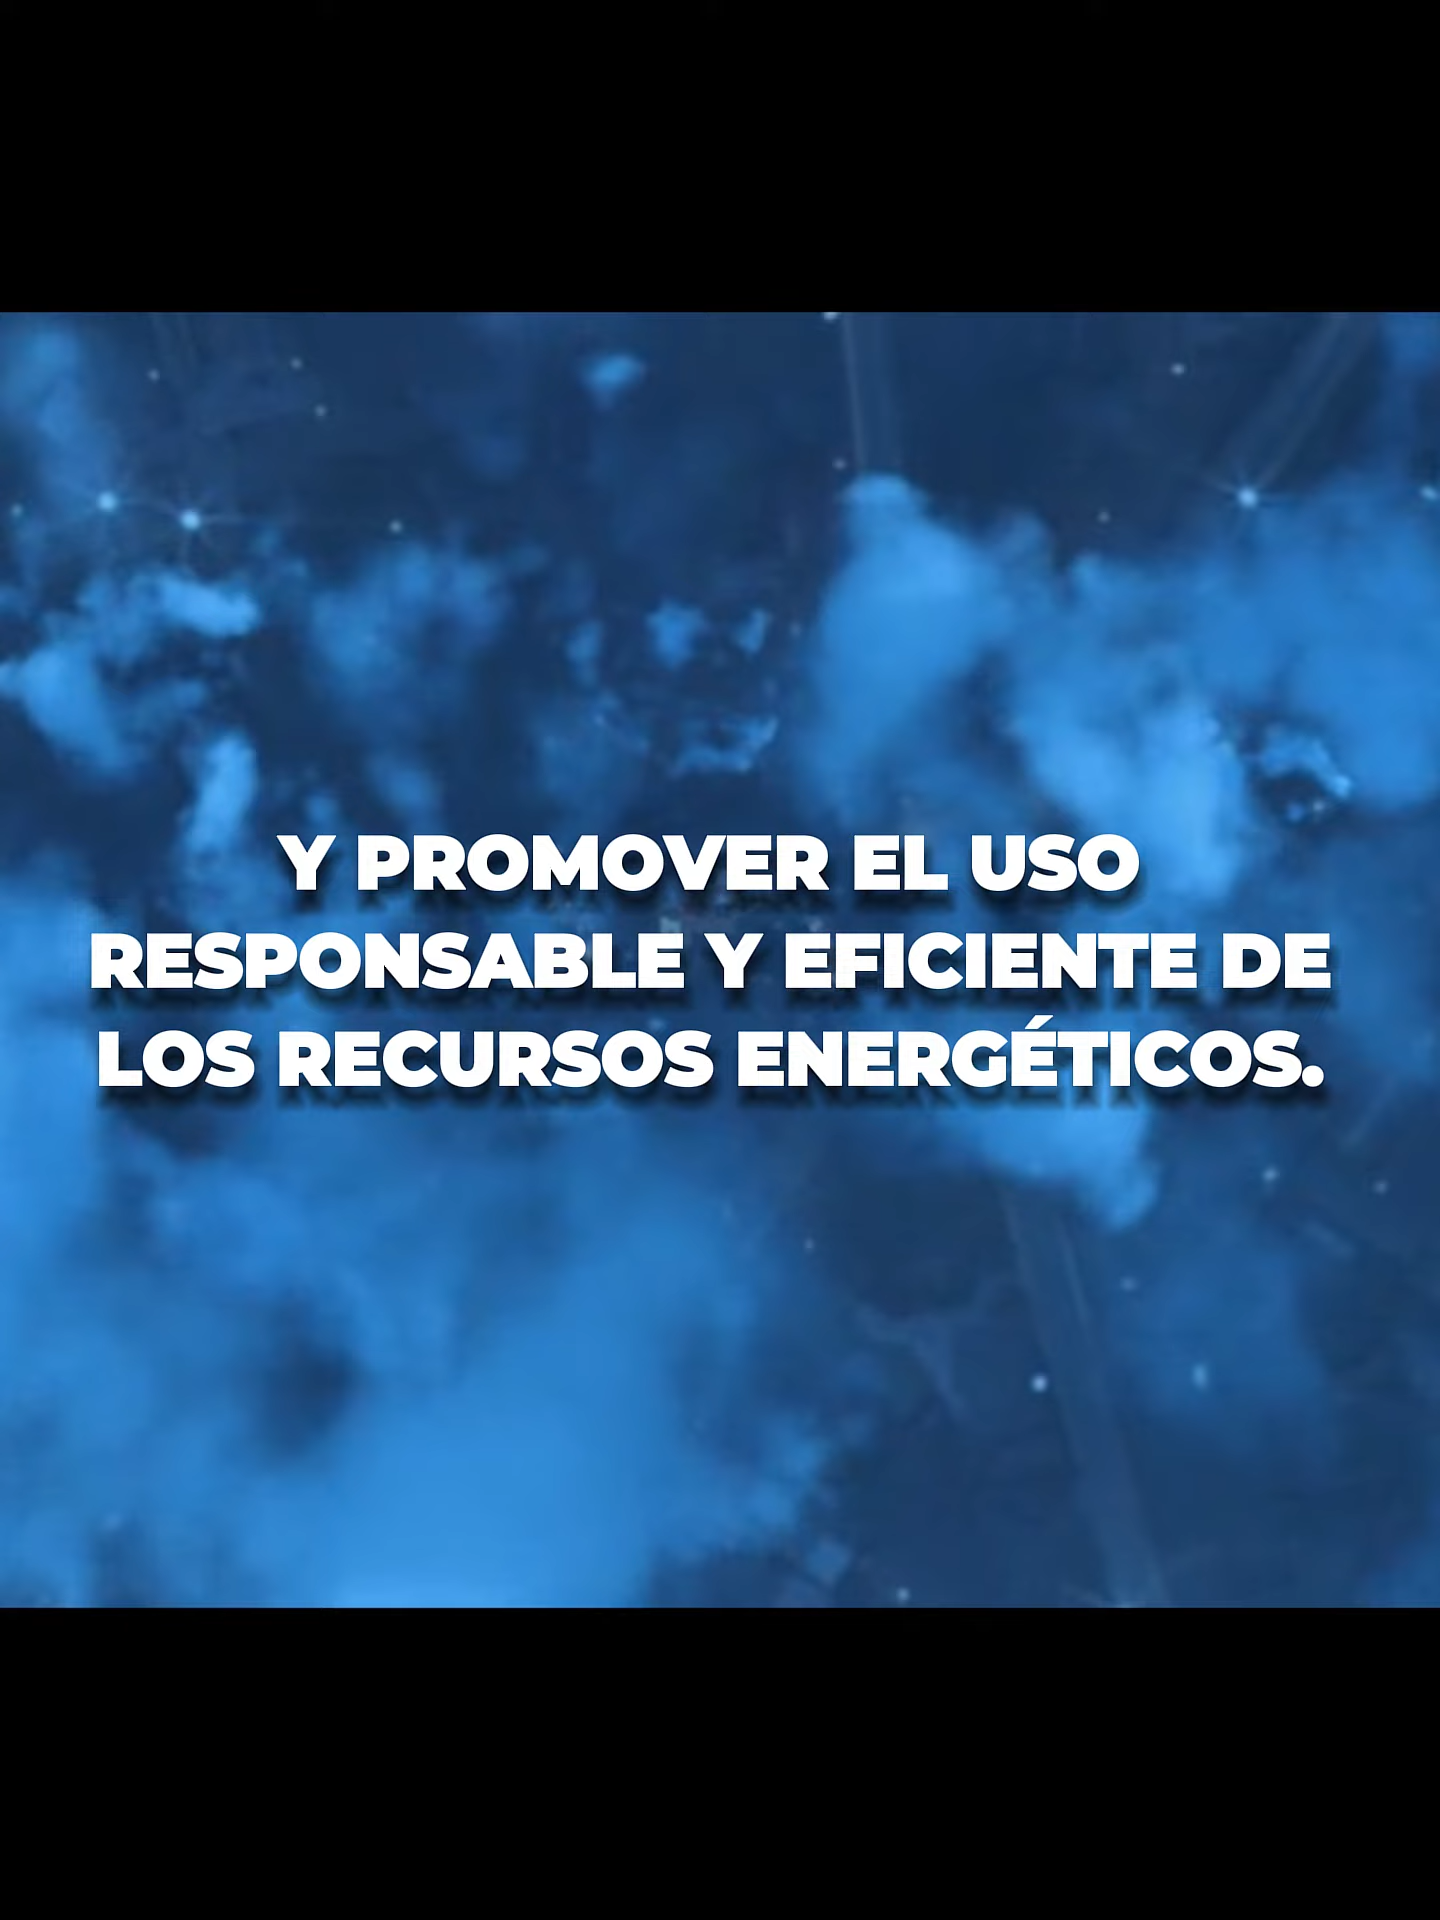 Y PROMOVER EL USO
RESPONSABLE Y EFICIENTE DE
LOS RECURSOS ENERGÉTICOS.